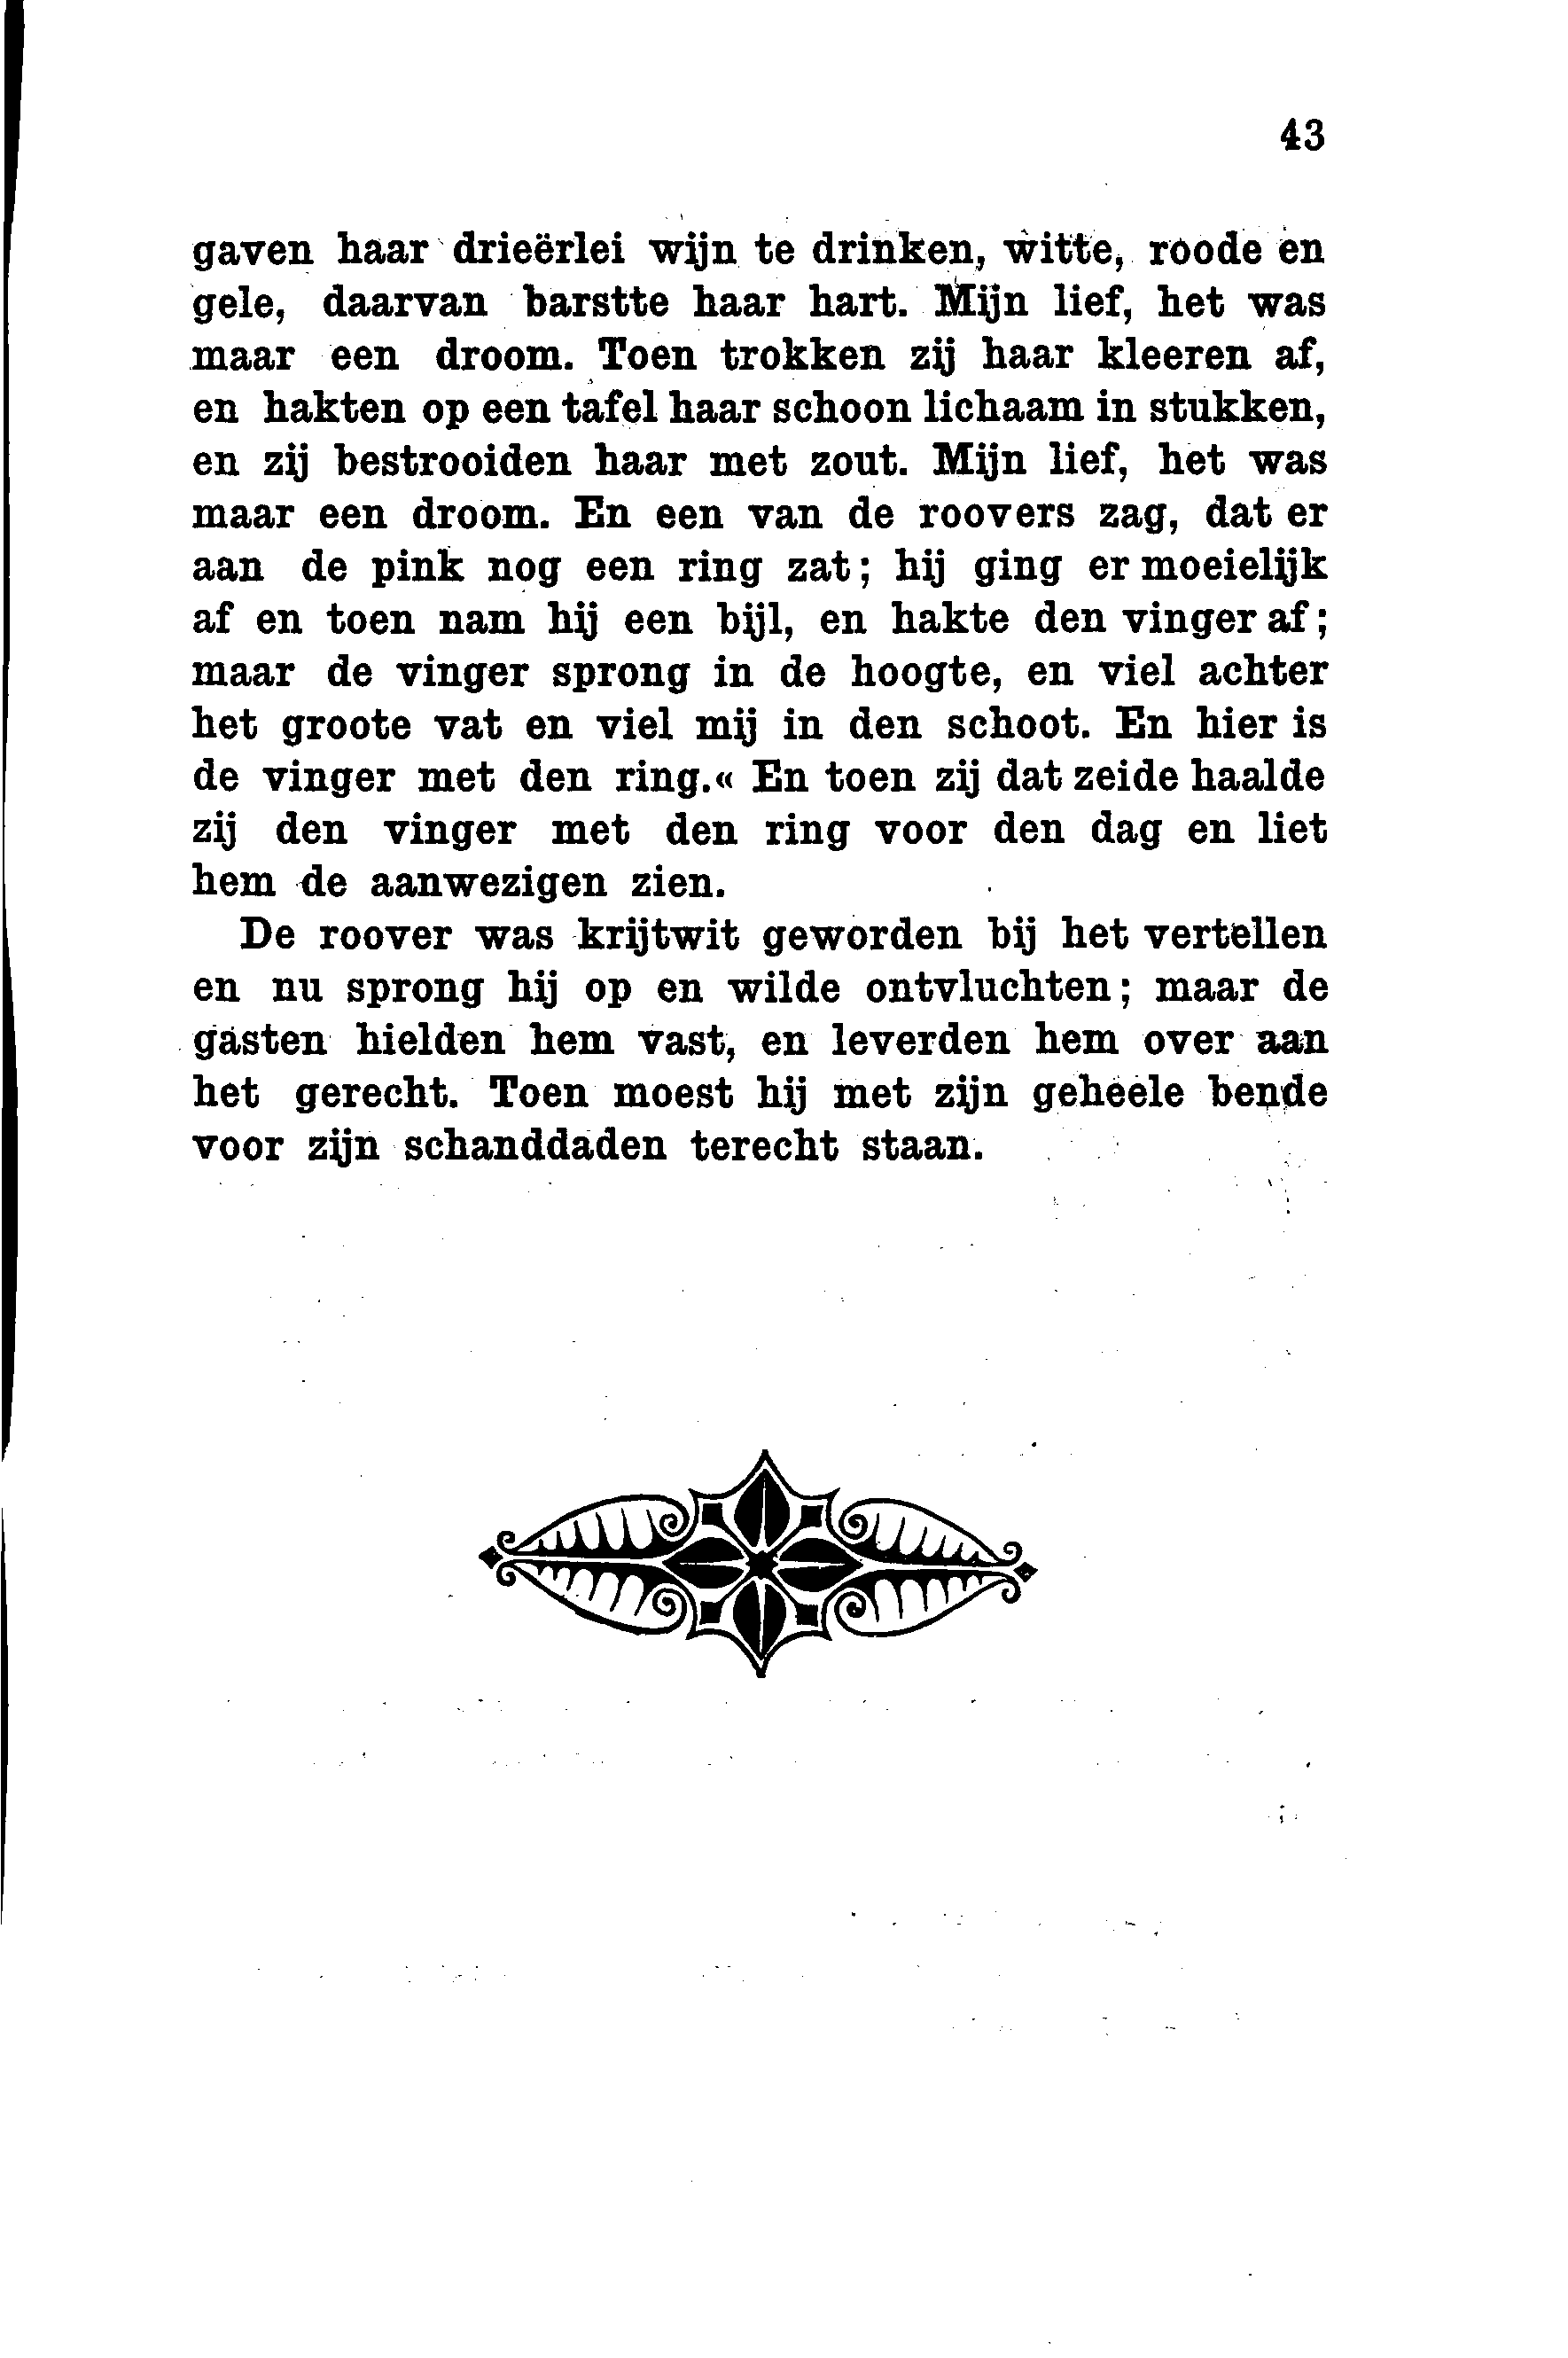 43
gaven haar drieërlei wijn te drinken, witte, roode en
gele, daarvan barstte haar hart. Mijn lief, het was
maar een droom. Toen trokken zij haar kleeren af,
en hakten op een tafel haar schoon lichaam in stukken,
en zij bestrooiden haar met zout. Mijn lief, het was
maar een droom. En een van de roovers zag, dat er
aan de pink nog een ring zat; hij ging er moeielijk
af en toen nam hij een bijl, en hakte den vinger af;
maar de vinger sprong in de hoogte, en viel achter
het groote vat en viel mij in den schoot. En hier is
de vinger met den ring.« En toen zij dat zeide haalde
zij den vinger met den ring voor den dag en liet
hem de aanwezigen zien.
De roover was krijtwit geworden bij het vertellen
en nu sprong hij op en wilde ontvluchten; maar de
gasten hielden hem vast, en leverden hem over aan
het gerecht. Toen moest hij met zijn geheele bende
voor zijn schanddaden terecht staan.